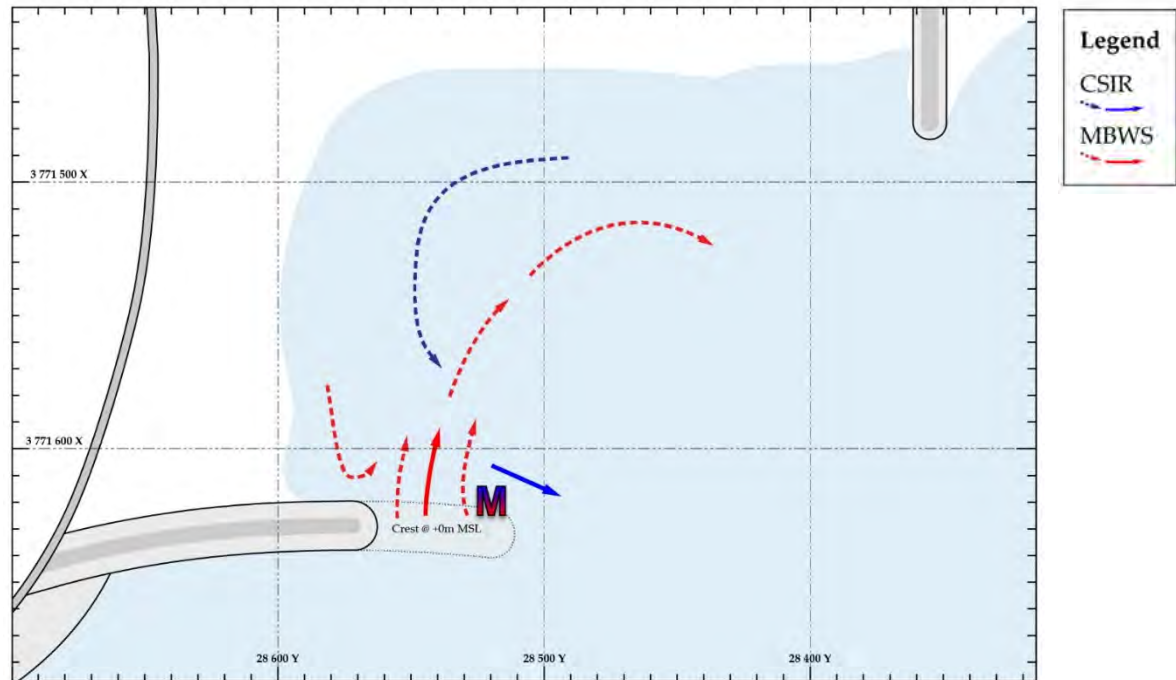 Legend
CSIR
MBWS
3 771 500 X
3 771 600 X
M
Crest @ +0m MSL
28 600 Y
28 500 Y
28 400 Y